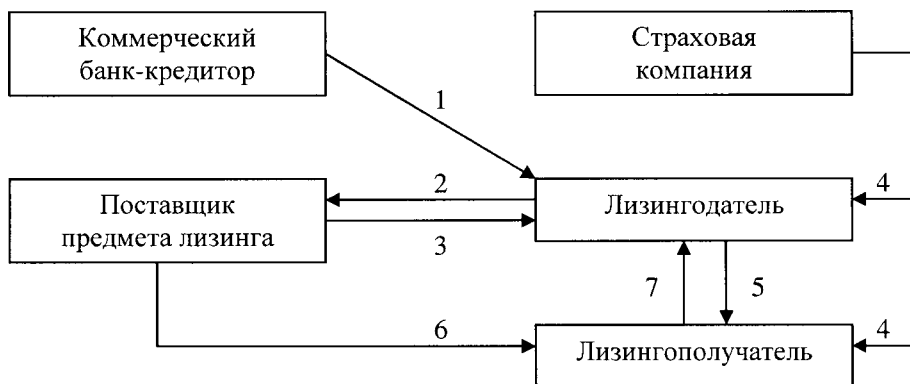 Коммерческий
банк-кредитор
Страховая
компания
1
2
4
Поставщик
предмета лизинга
Лизингодатель
3
7
5
6
4
Лизингополучатель